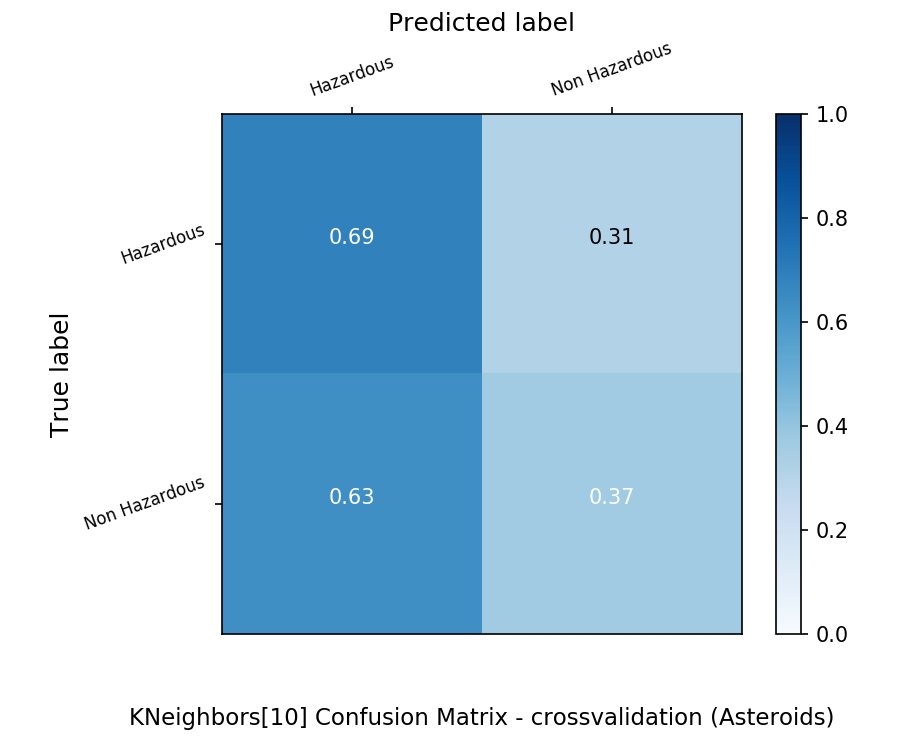 Predicted label
Hazardous
Non Hazardous
1.0
0.8
0.6
0.4
0.2
0.0
True label
Hazardous
0.69
0.31
Non Hazardous
0.63
0.37
KNeighbors[10] Confusion Matrix - crossvalidation (Asteroids)